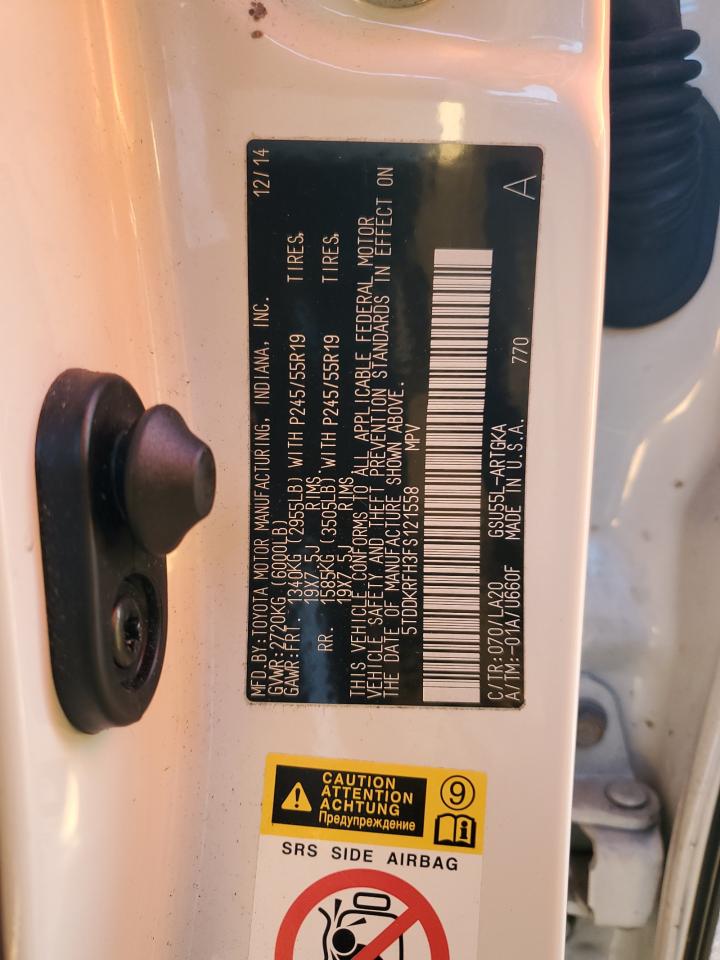 MFD.BY:TOYOTA MOTOR MANUFACTURING, INDIANA, INC. 12/14
GVWR:2720KG (6000LB)
GAWR:FRT. 1340KG (2955LB) WITH P245/55R19 TIRES,
19X7.5J RIMS
RR. 1585KG (3505LB) WITH P245/55R19 TIRES,
19X7.5J RIMS
THIS VEHICLE CONFORMS TO ALL APPLICABLE FEDERAL MOTOR
VEHICLE SAFETY AND THEFT PREVENTION STANDARDS IN EFFECT ON
THE DATE OF MANUFACTURE SHOWN ABOVE.
5TDDKRFH3FS121558 MPV
C/TR:070/LA20 GSU55L-ARTGKA
A/TM:-01A/U660F MADE IN U.S.A. 770
A
CAUTION
ATTENTION
ACHTUNG
Предупреждение
9
SRS SIDE AIRBAG